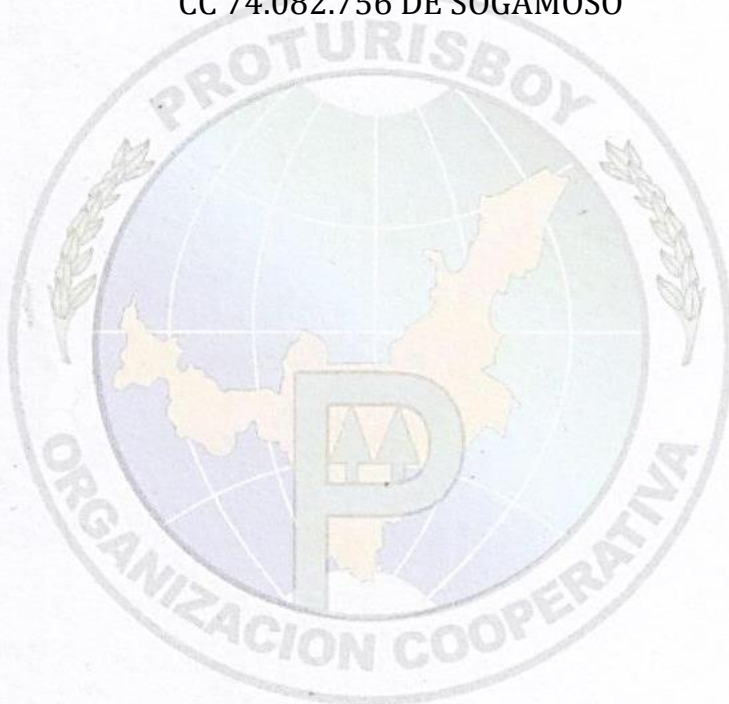 CC 74.082.756 DE SOGAMOSO
PROTURISBOY
P
ORGANIZACION COOPERATIVA